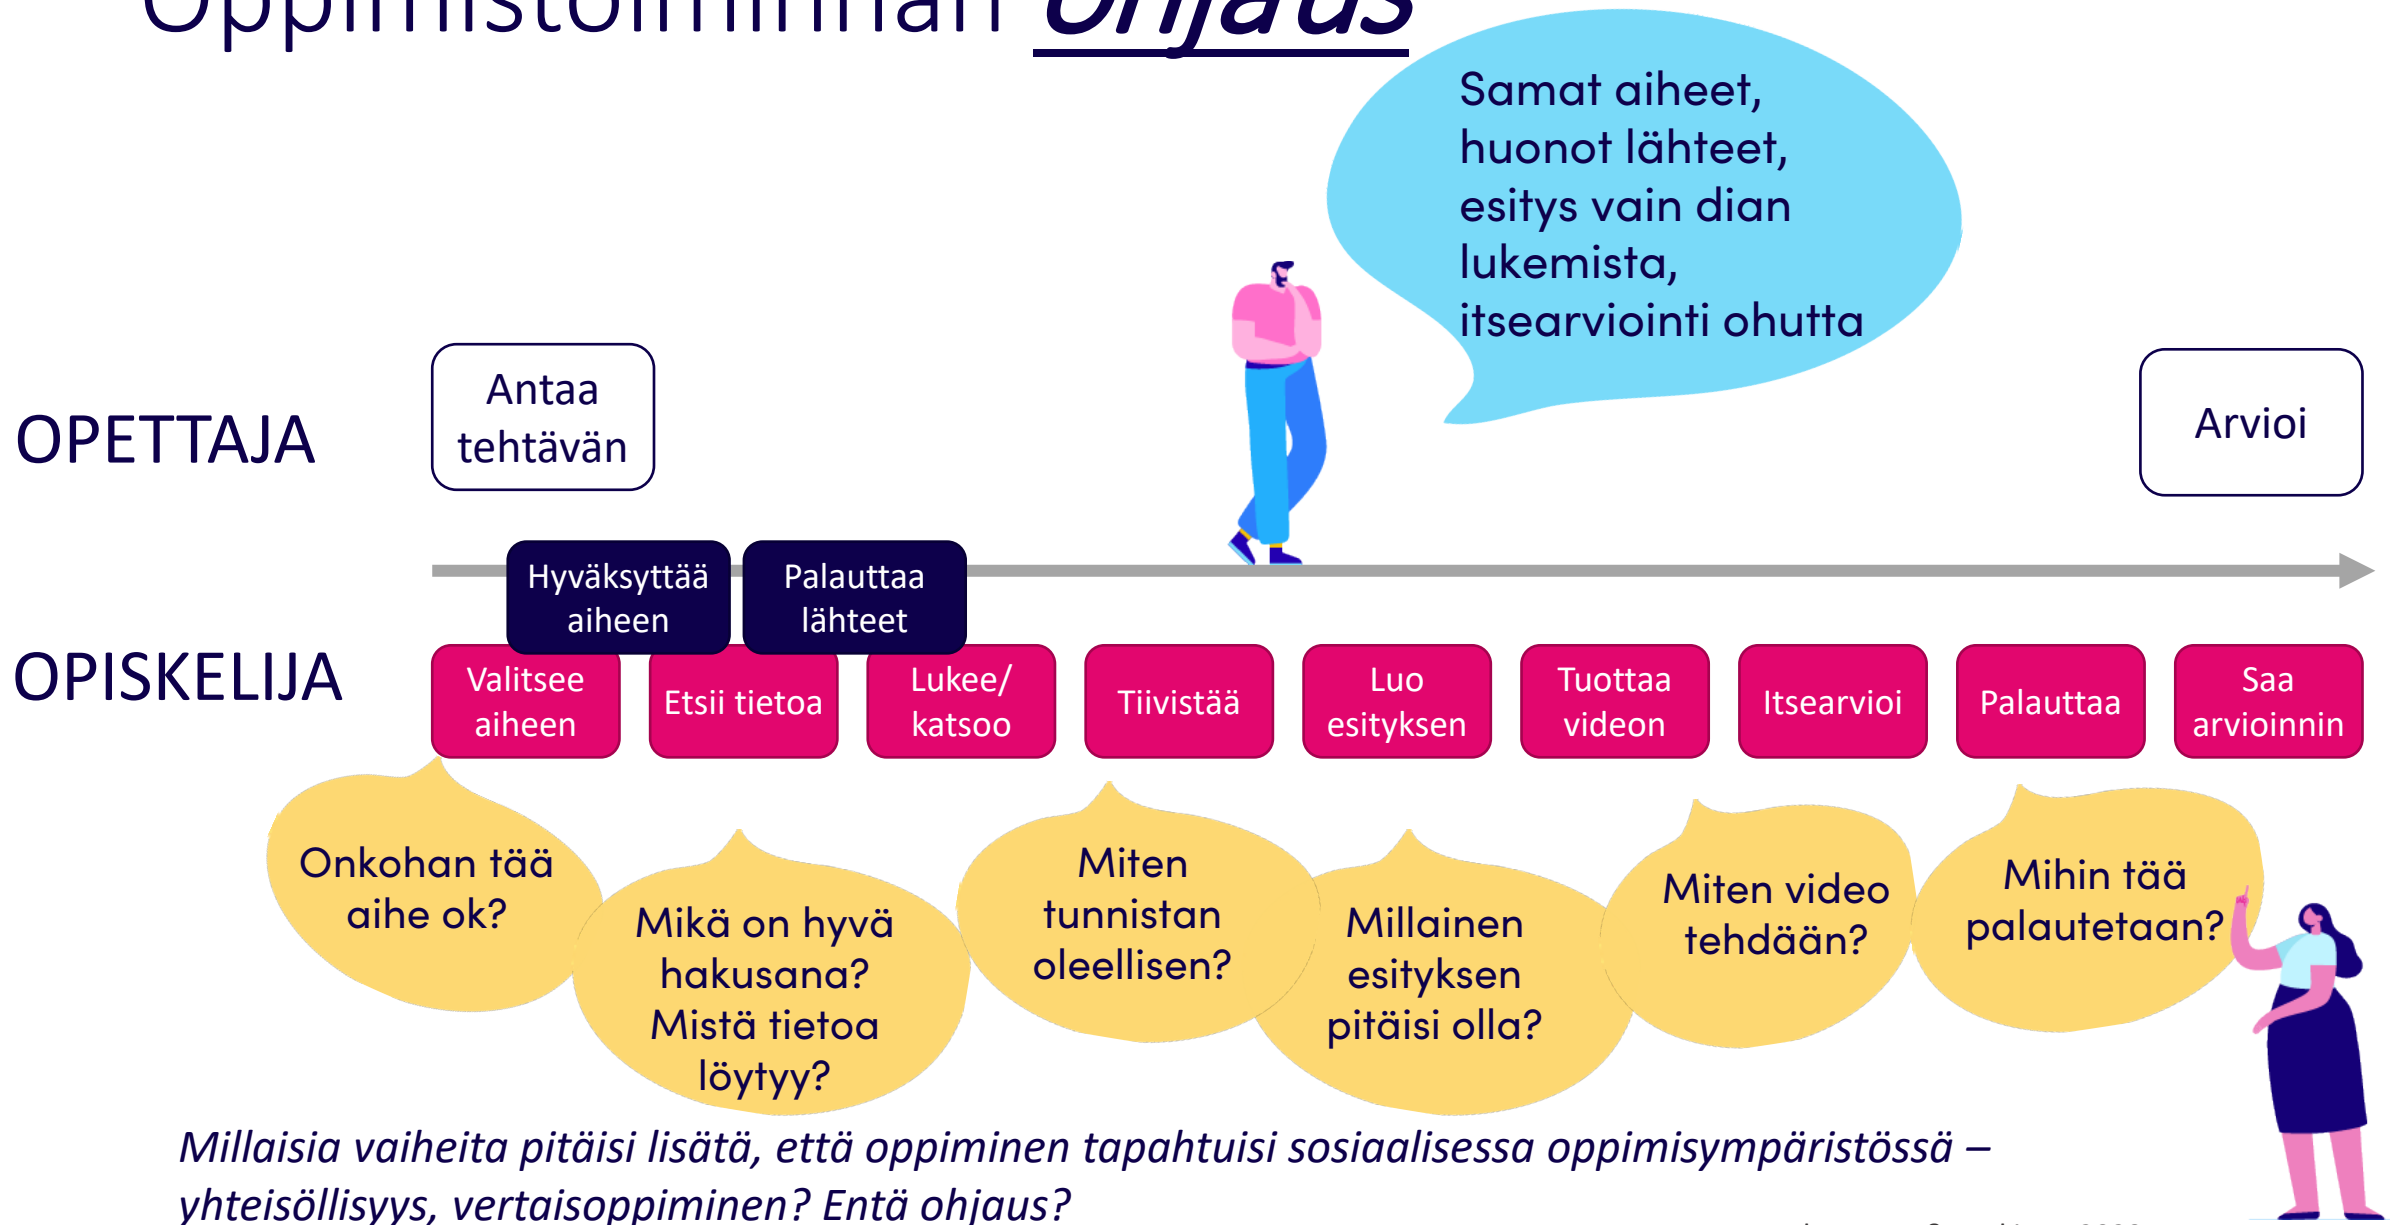 Oppimistoiminnan ohjaus
Samat aiheet,
huonot lähteet,
esitys vain dian
lukemista,
itsearviointi ohutta
OPETTAJA
Antaa
tehtävän
Arvioi
Hyväksyttää
aiheen
Palauttaa
lähteet
OPISKELIJA
Valitsee
aiheen
Etsii tietoa
Lukee/
katsoo
Tiivistää
Luo
esityksen
Tuottaa
videon
Itsearvioi
Palauttaa
Saa
arvioinnin
Onkohan tää
aihe ok?
Mikä on hyvä
hakusana?
Mistä tietoa
löytyy?
Miten
tunnistan
oleellisen?
Millainen
esityksen
pitäisi olla?
Miten video
tehdään?
Mihin tää
palautetaan?
Millaisia vaiheita pitäisi lisätä, että oppiminen tapahtuisi sosiaalisessa oppimisympäristössä –
yhteisöllisyys, vertaisoppiminen? Entä ohjaus?